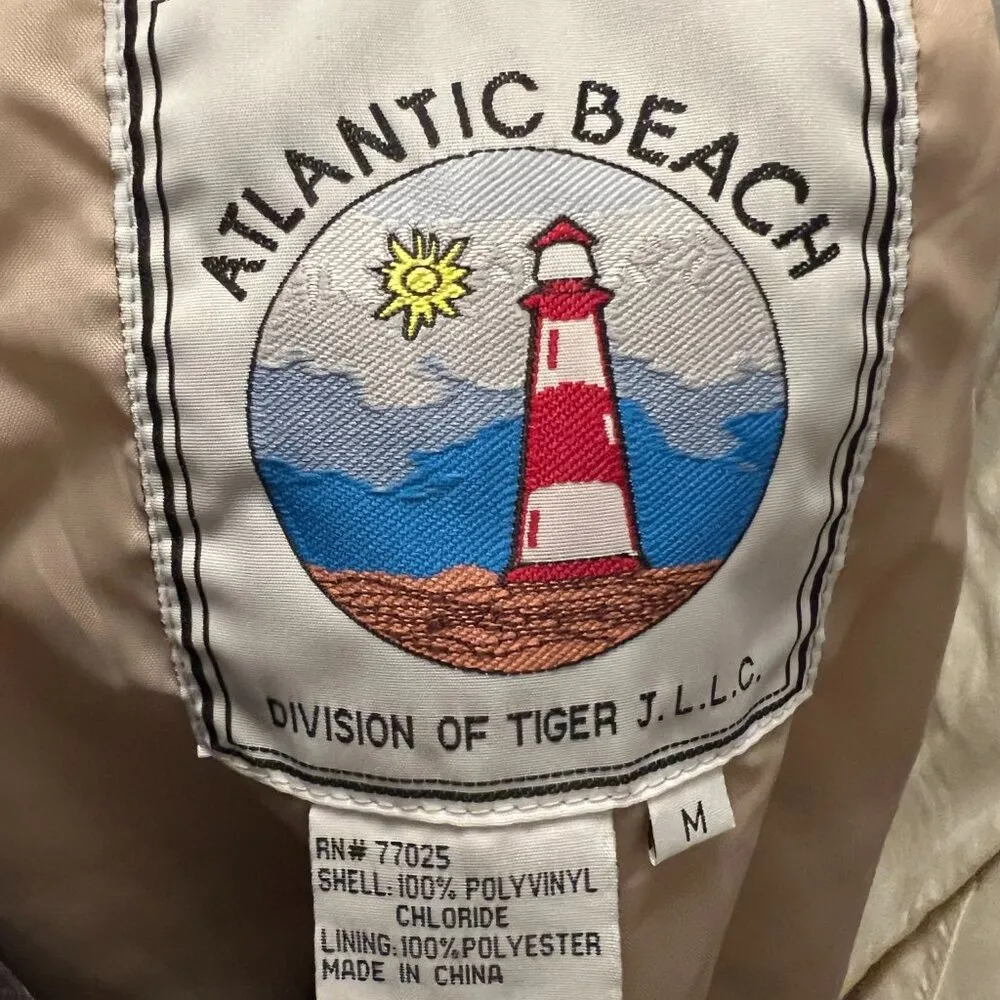 ATLANTIC BEACH
DIVISION OF TIGER J.L.L.C.
M
RN# 77025
SHELL: 100% POLYVINYL
CHLORIDE
LINING: 100% POLYESTER
MADE IN CHINA